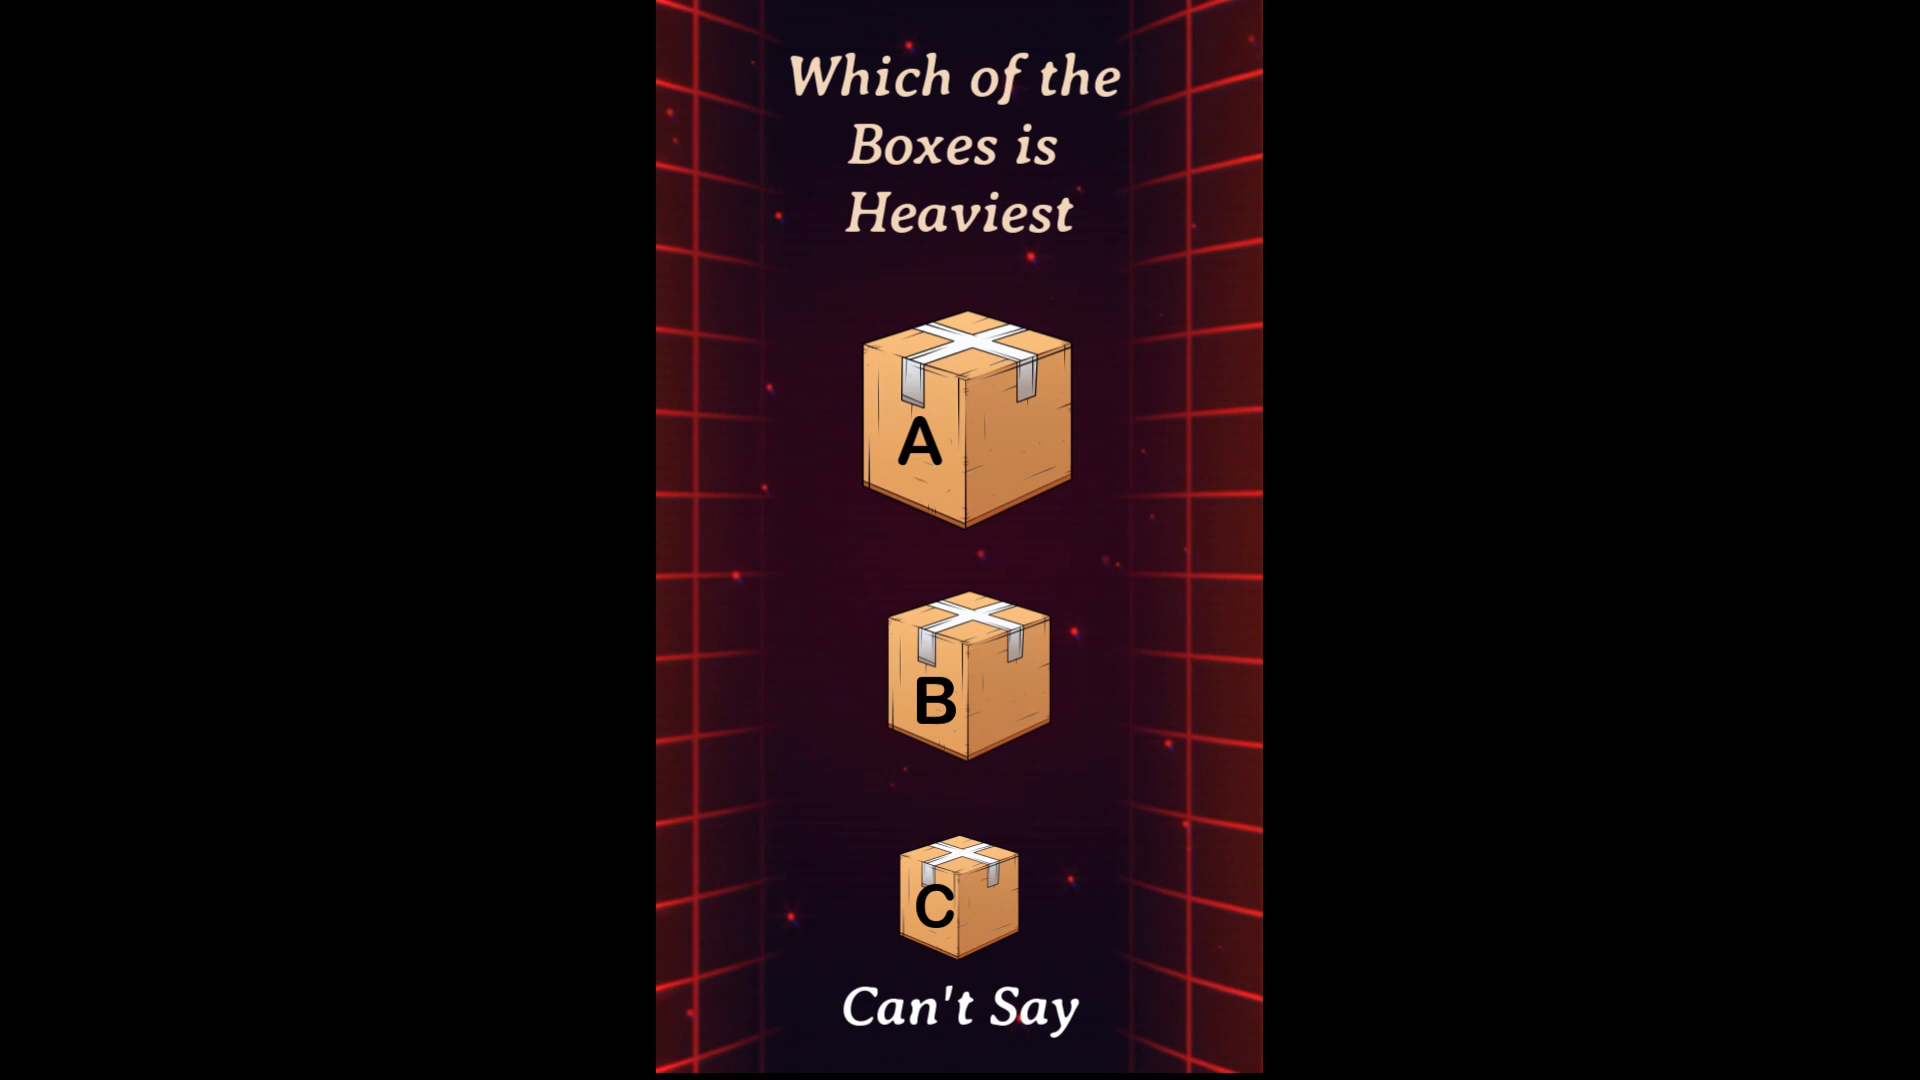 Which of the
Boxes is
Heaviest
A
B
C
Can't Say